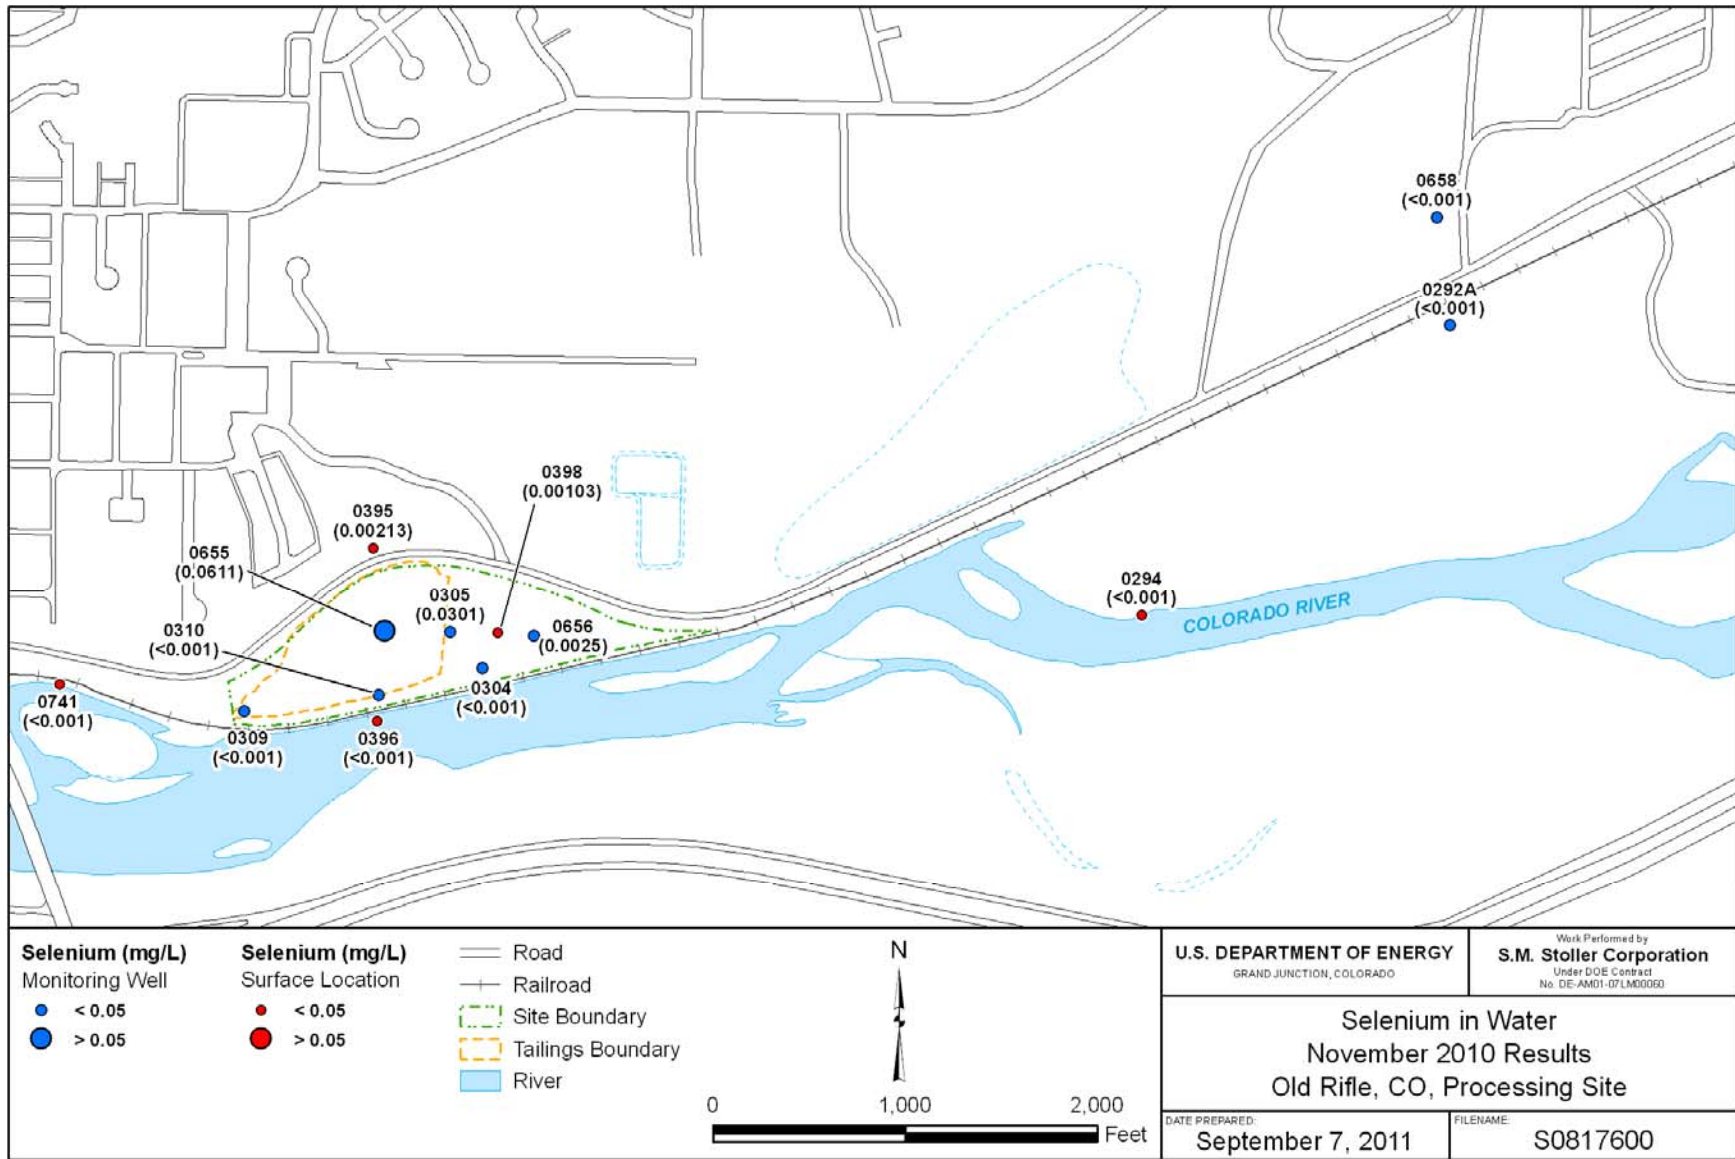 0658
(<0.001)
0292A
(<0.001)
0398
(0.00103)
0395
(0.00213)
0655
(0.0611)
0305
(0.0301)
0310
(<0.001)
0656
(0.0025)
0294
(<0.001)
COLORADO RIVER
0304
(<0.001)
0741
(<0.001)
0309
(<0.001)
0396
(<0.001)
Selenium (mg/L)
Monitoring Well
< 0.05
> 0.05
Selenium (mg/L)
Surface Location
< 0.05
> 0.05
Road
Railroad
Site Boundary
Tailings Boundary
River
N
0 1,000 2,000
Feet
U.S. DEPARTMENT OF ENERGY
GRAND JUNCTION, COLORADO
Work Performed by
S.M. Stoller Corporation
Under DOE Contract
No. DE-AM01-07LM00060
Selenium in Water
November 2010 Results
Old Rifle, CO, Processing Site
DATE PREPARED:
September 7, 2011
FILENAME:
S0817600